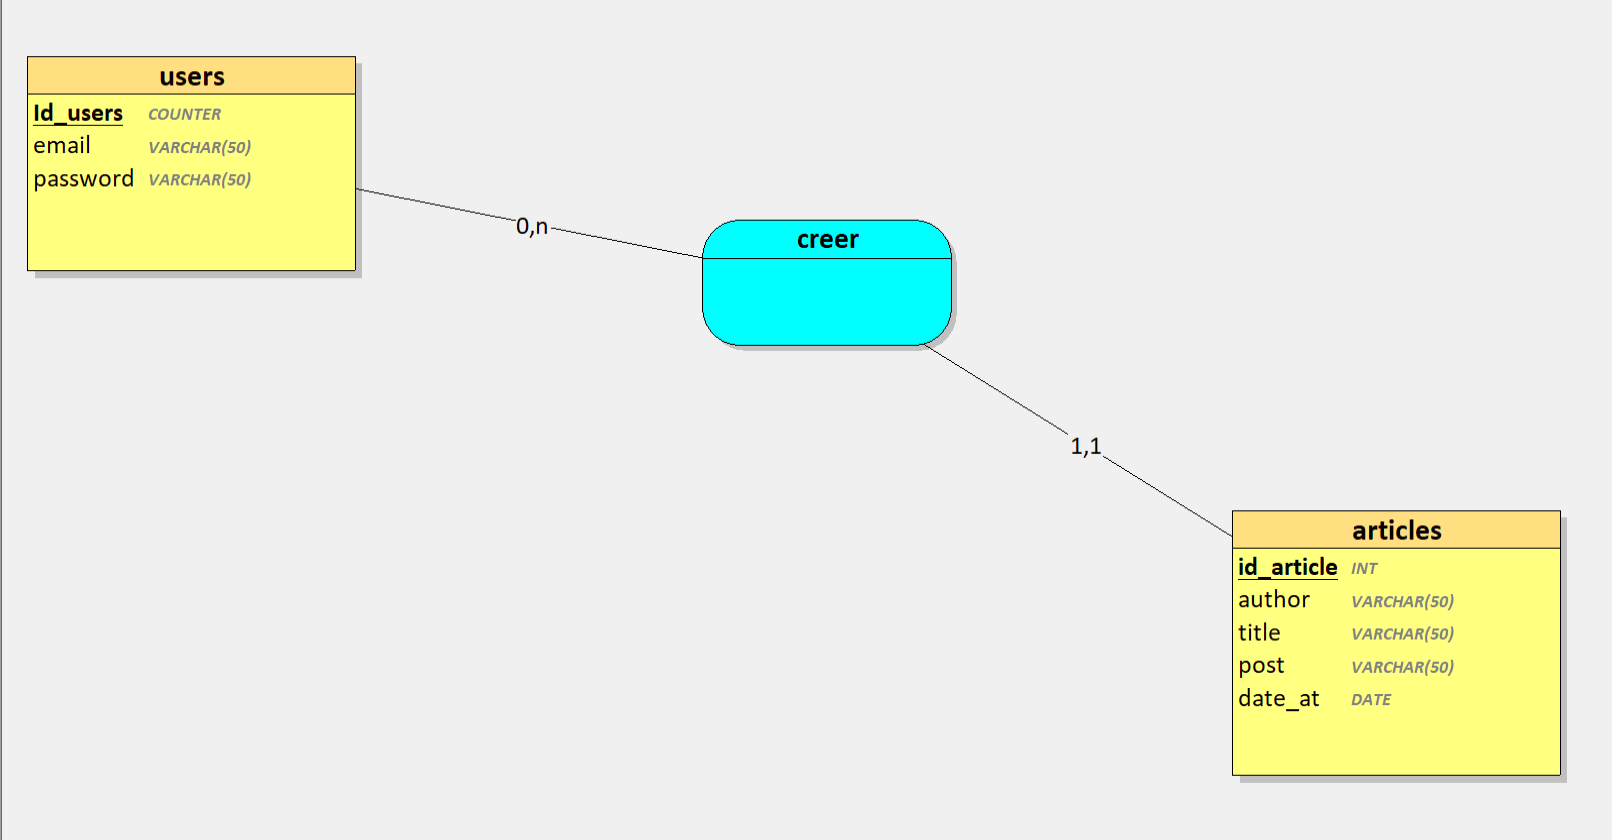 users
Id_users COUNTER
email VARCHAR(50)
password VARCHAR(50)
0,n
creer
1,1
articles
id_article INT
author VARCHAR(50)
title VARCHAR(50)
post VARCHAR(50)
date_at DATE